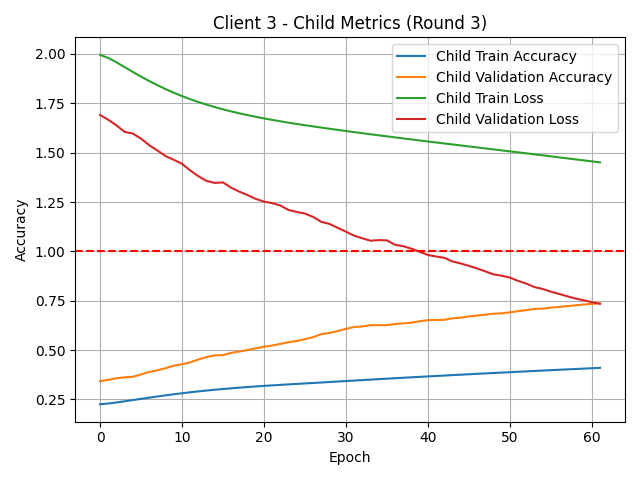 Client 3 - Child Metrics (Round 3)
Child Train Accuracy
Child Validation Accuracy
Child Train Loss
Child Validation Loss
2.00
1.75
1.50
1.25
1.00
0.75
0.50
0.25
Accuracy
0 10 20 30 40 50 60
Epoch